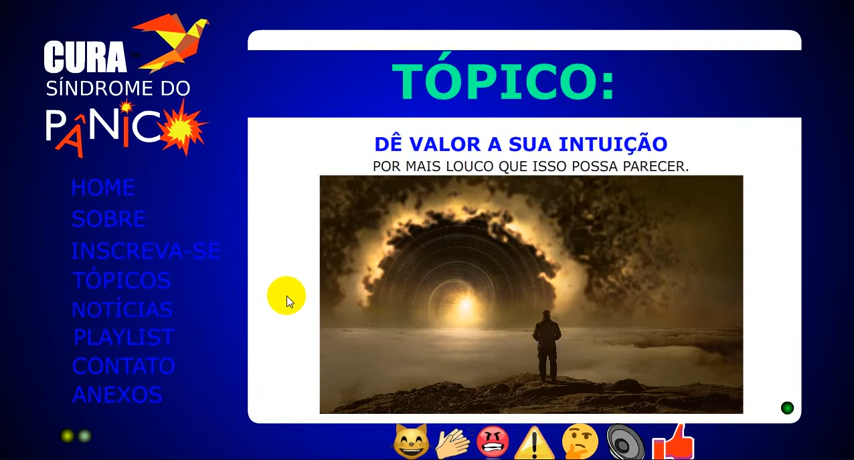 CURA
SÍNDROME DO
PÂNICO
HOME
SOBRE
INSCREVA-SE
TÓPICOS
NOTÍCIAS
PLAYLIST
CONTATO
ANEXOS
TÓPICO:
DÊ VALOR A SUA INTUIÇÃO
POR MAIS LOUCO QUE ISSO POSSA PARECER.